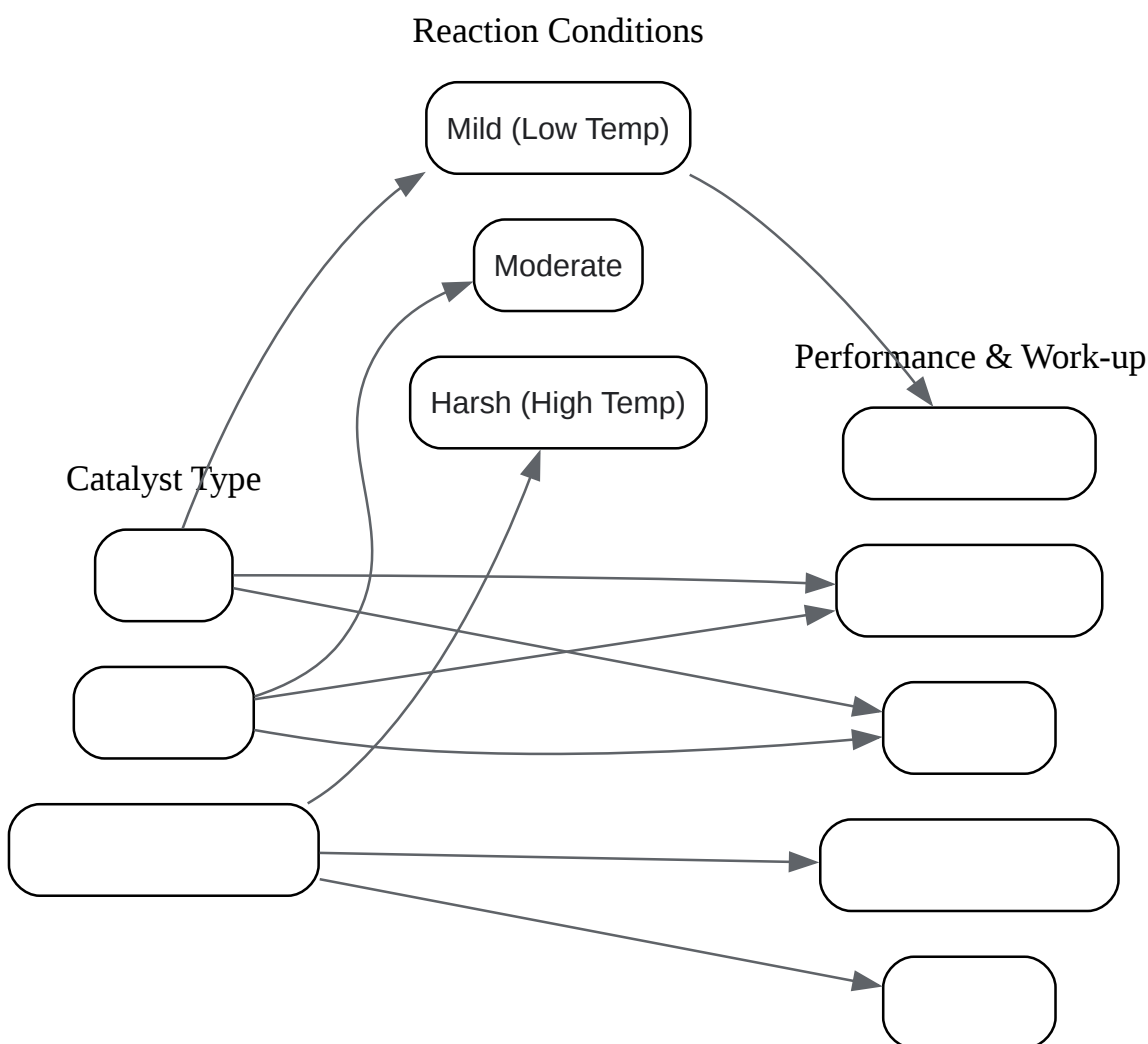 Reaction Conditions
Mild (Low Temp)
Moderate
Performance & Work-up
Harsh (High Temp)
Catalyst Type